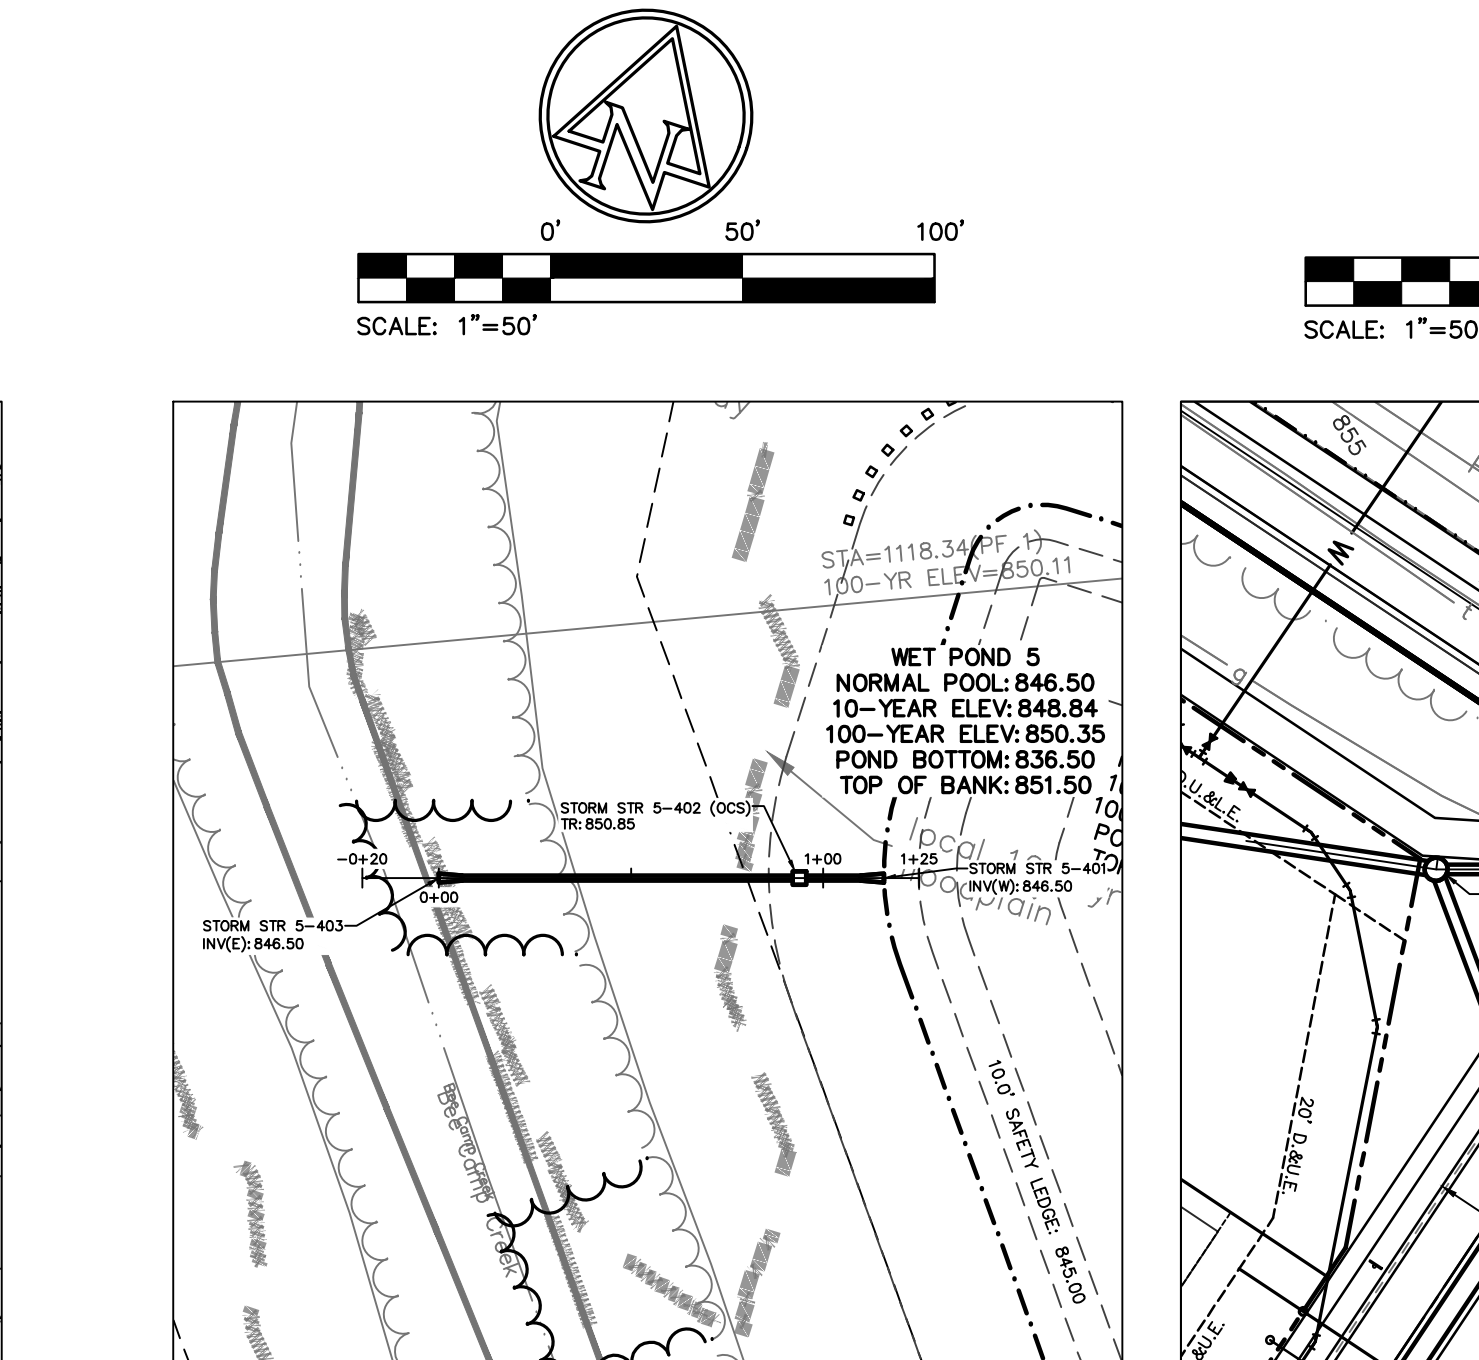 N
0' 50' 100'
SCALE: 1"=50'
SCALE: 1"=50
STA=1118.34(PF 1)
100-YR ELEV=850.11
WET POND 5
NORMAL POOL: 846.50
10-YEAR ELEV: 848.84
100-YEAR ELEV: 850.35
POND BOTTOM: 836.50
TOP OF BANK: 851.50
STORM STR 5-402 (OCS)
TR: 850.85
-0+20
0+00
1+00
1+25
STORM STR 5-401
INV(W): 846.50
STORM STR 5-403
INV(E): 846.50
10.0' SAFETY LEDGE: 845.00
Bee Camp Creek
Bee Camp Creek
855
W
D.U.&L.E.
20' D.&U.E.
&U.E.